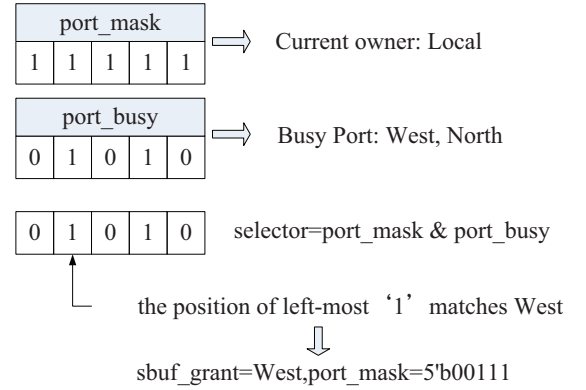 port_mask
1 1 1 1 1
Current owner: Local
port_busy
0 1 0 1 0
Busy Port: West, North
0 1 0 1 0
selector=port_mask & port_busy
the position of left-most ‘1’ matches West
sbuf_grant=West,port_mask=5'b00111